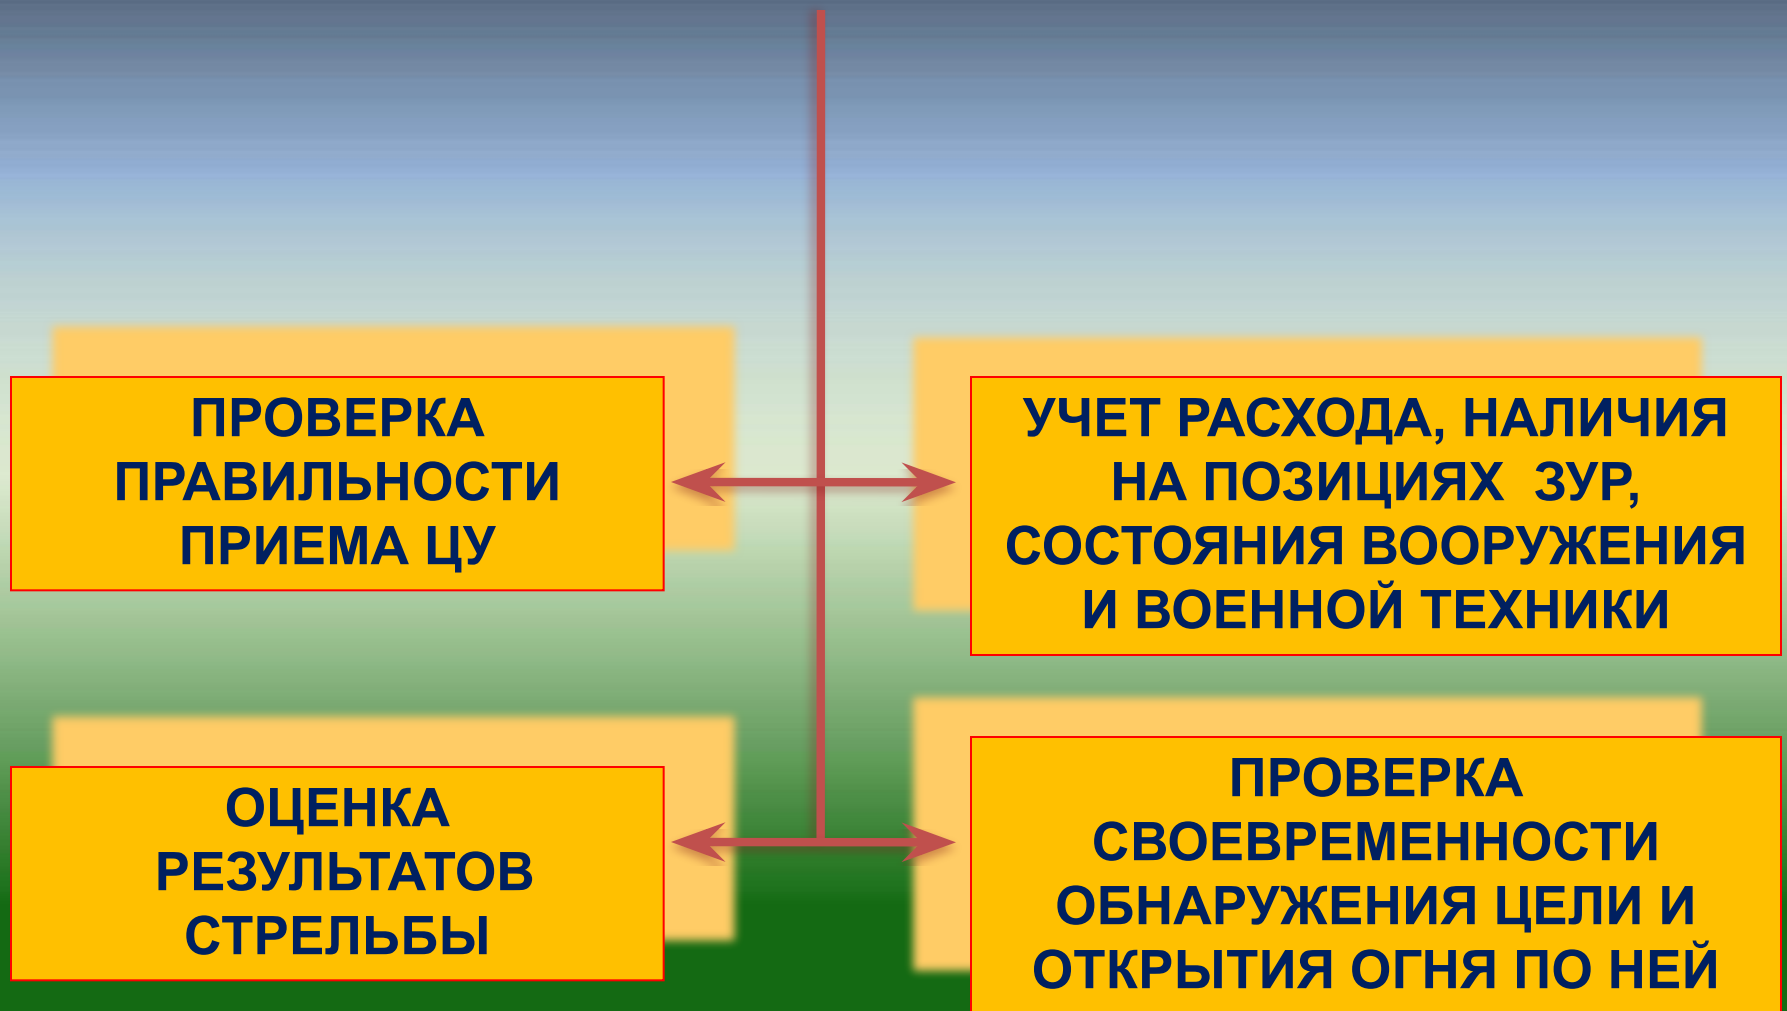 ПРОВЕРКА
ПРАВИЛЬНОСТИ
ПРИЕМА ЦУ
УЧЕТ РАСХОДА, НАЛИЧИЯ
НА ПОЗИЦИЯХ ЗУР,
СОСТОЯНИЯ ВООРУЖЕНИЯ
И ВОЕННОЙ ТЕХНИКИ
ОЦЕНКА
РЕЗУЛЬТАТОВ
СТРЕЛЬБЫ
ПРОВЕРКА
СВОЕВРЕМЕННОСТИ
ОБНАРУЖЕНИЯ ЦЕЛИ И
ОТКРЫТИЯ ОГНЯ ПО НЕЙ